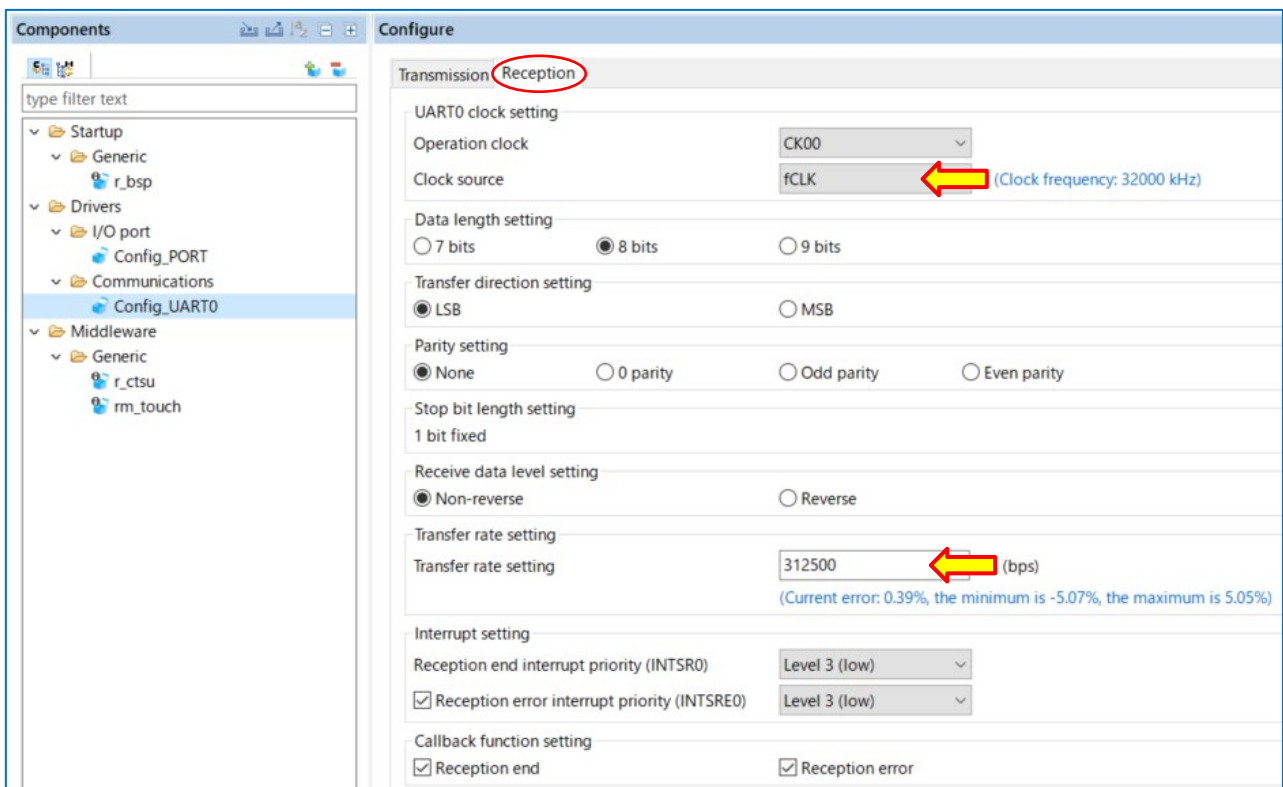 Components
type filter text
Startup
Generic
r_bsp
Drivers
I/O port
Config_PORT
Communications
Config_UART0
Middleware
Generic
r_ctsu
rm_touch
Configure
Transmission Reception
UART0 clock setting
Operation clock CK00
Clock source fCLK (Clock frequency: 32000 kHz)
Data length setting
7 bits 8 bits 9 bits
Transfer direction setting
LSB MSB
Parity setting
None 0 parity Odd parity Even parity
Stop bit length setting
1 bit fixed
Receive data level setting
Non-reverse Reverse
Transfer rate setting
Transfer rate setting 312500 (bps)
(Current error: 0.39%, the minimum is -5.07%, the maximum is 5.05%)
Interrupt setting
Reception end interrupt priority (INTSR0) Level 3 (low)
Reception error interrupt priority (INTSRE0) Level 3 (low)
Callback function setting
Reception end Reception error